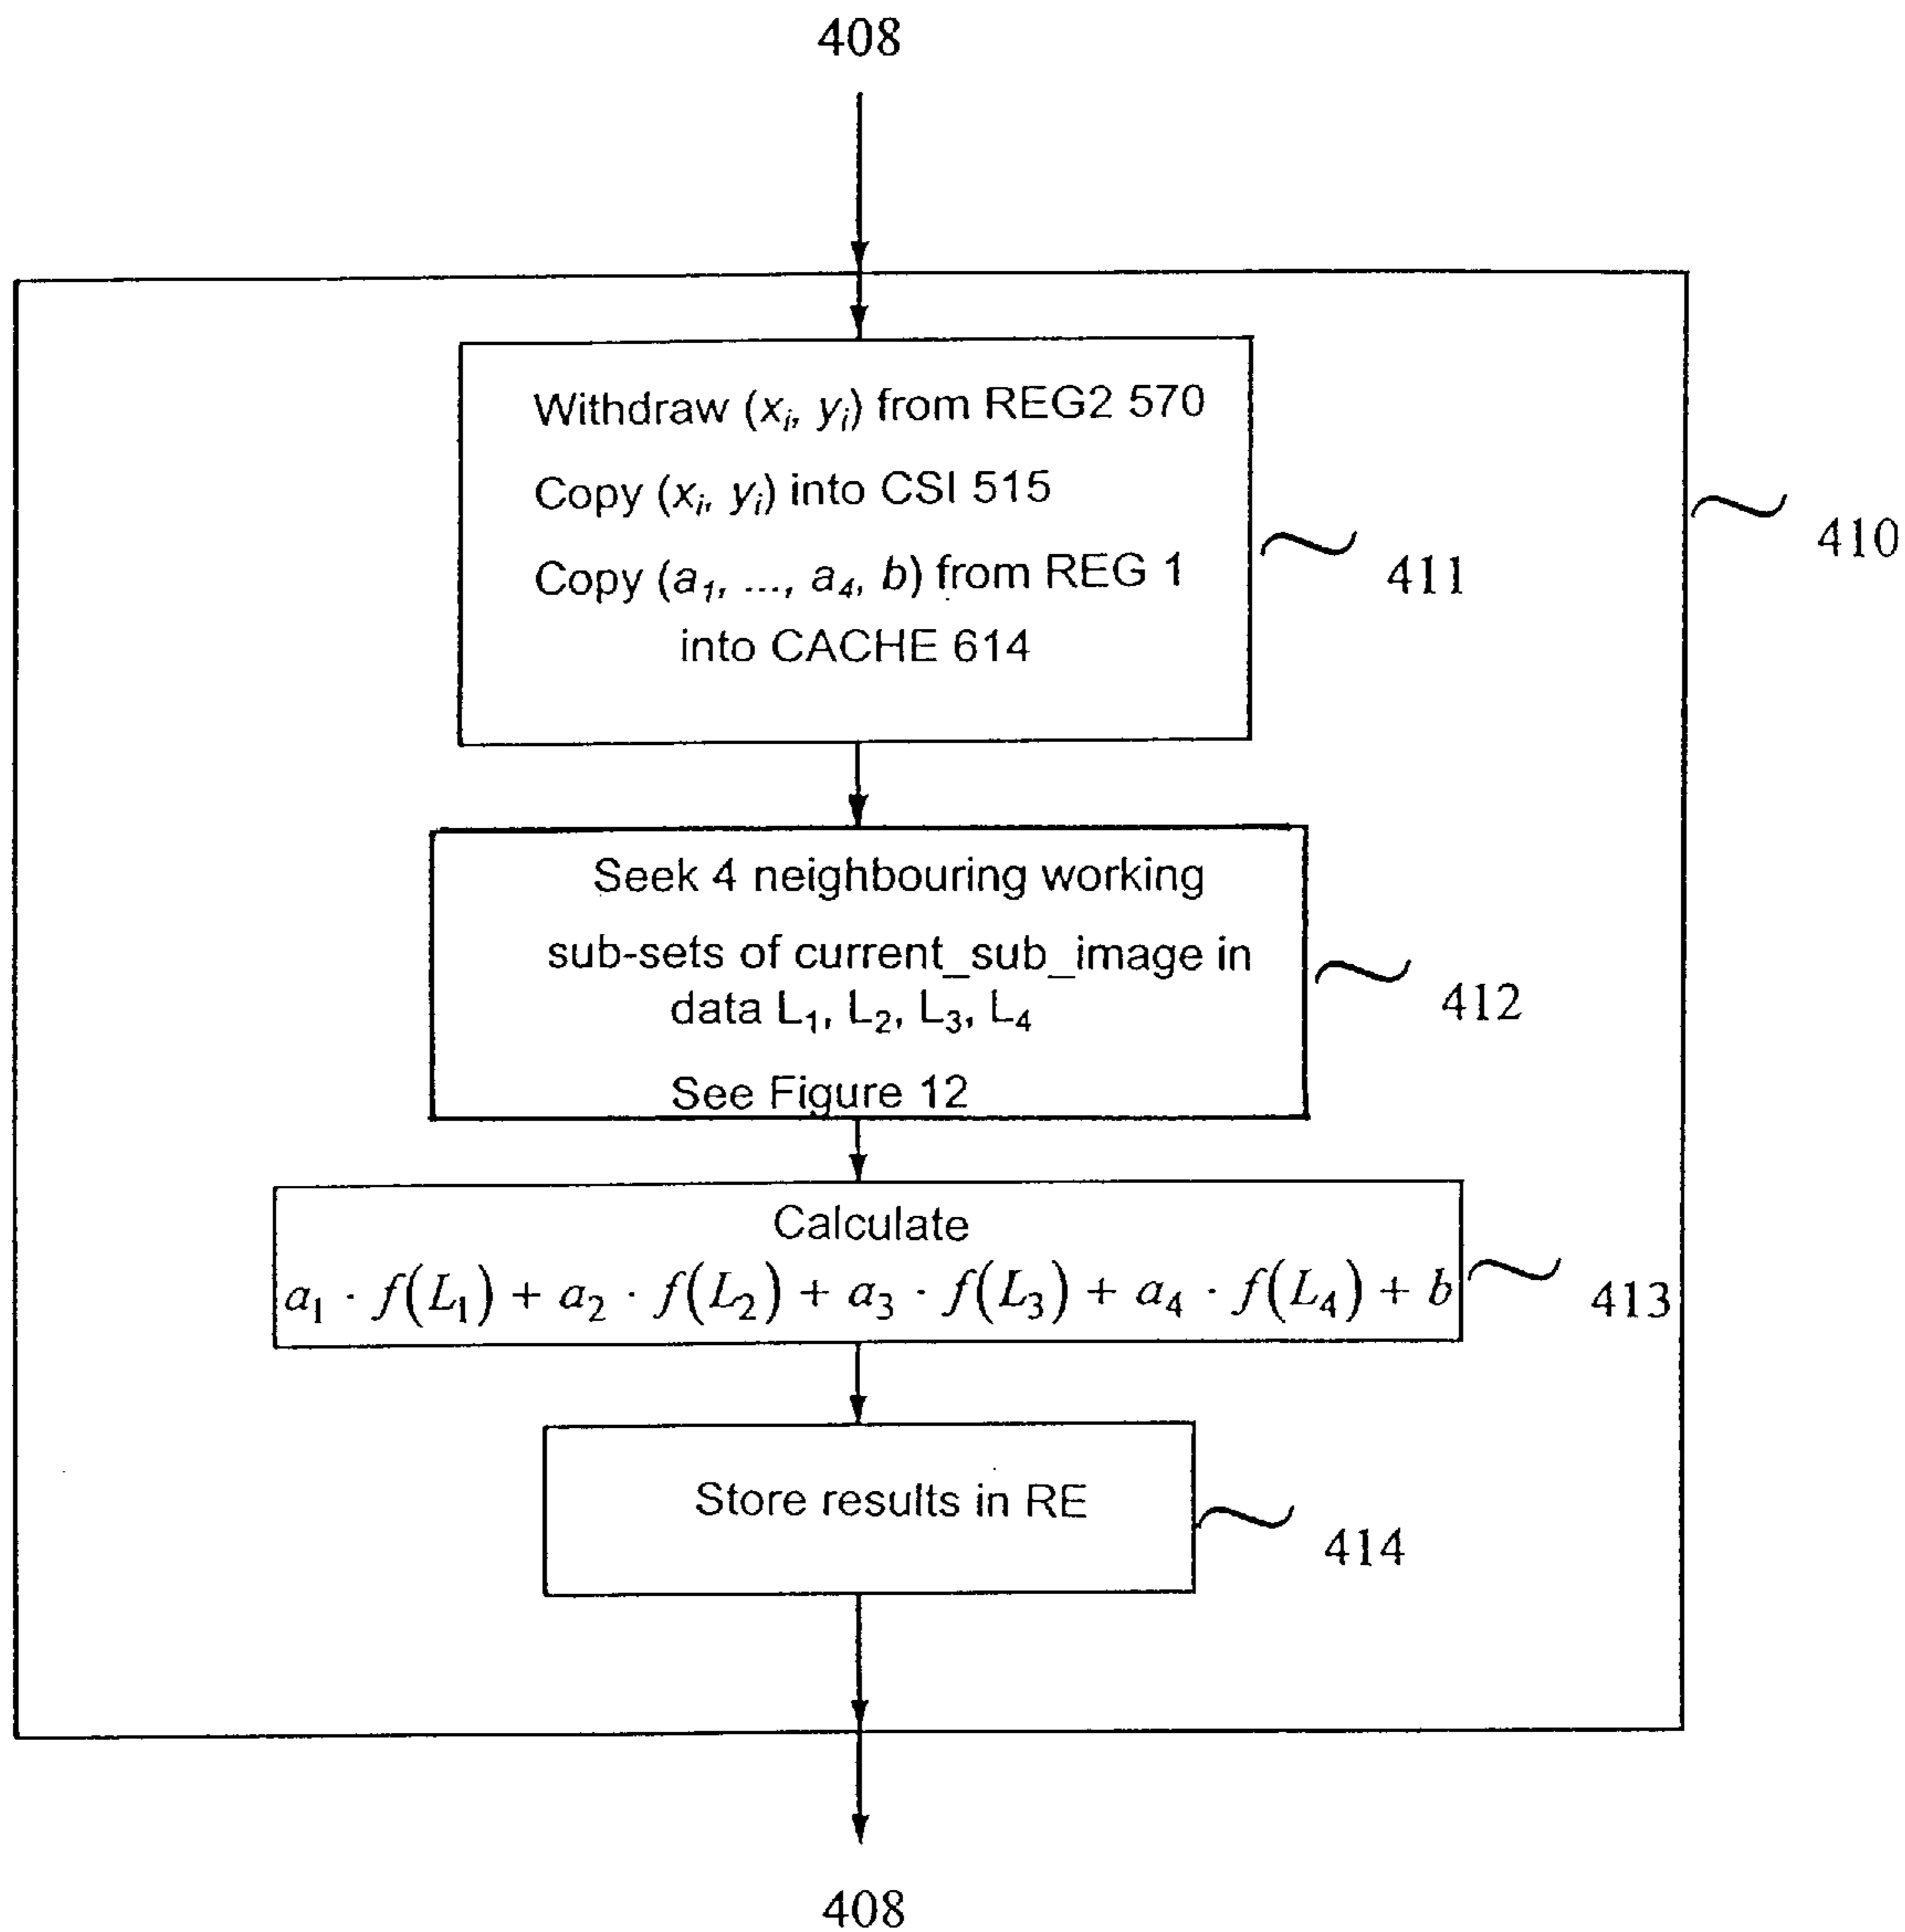 408
Withdraw (xᵢ, yᵢ) from REG2 570
Copy (xᵢ, yᵢ) into CSI 515
Copy (a₁, ..., a₄, b) from REG 1
into CACHE 614
411
410
Seek 4 neighbouring working
sub-sets of current_sub_image in
data L₁, L₂, L₃, L₄
See Figure 12
412
Calculate
a₁ · f(L₁) + a₂ · f(L₂) + a₃ · f(L₃) + a₄ · f(L₄) + b
413
Store results in RE
414
408